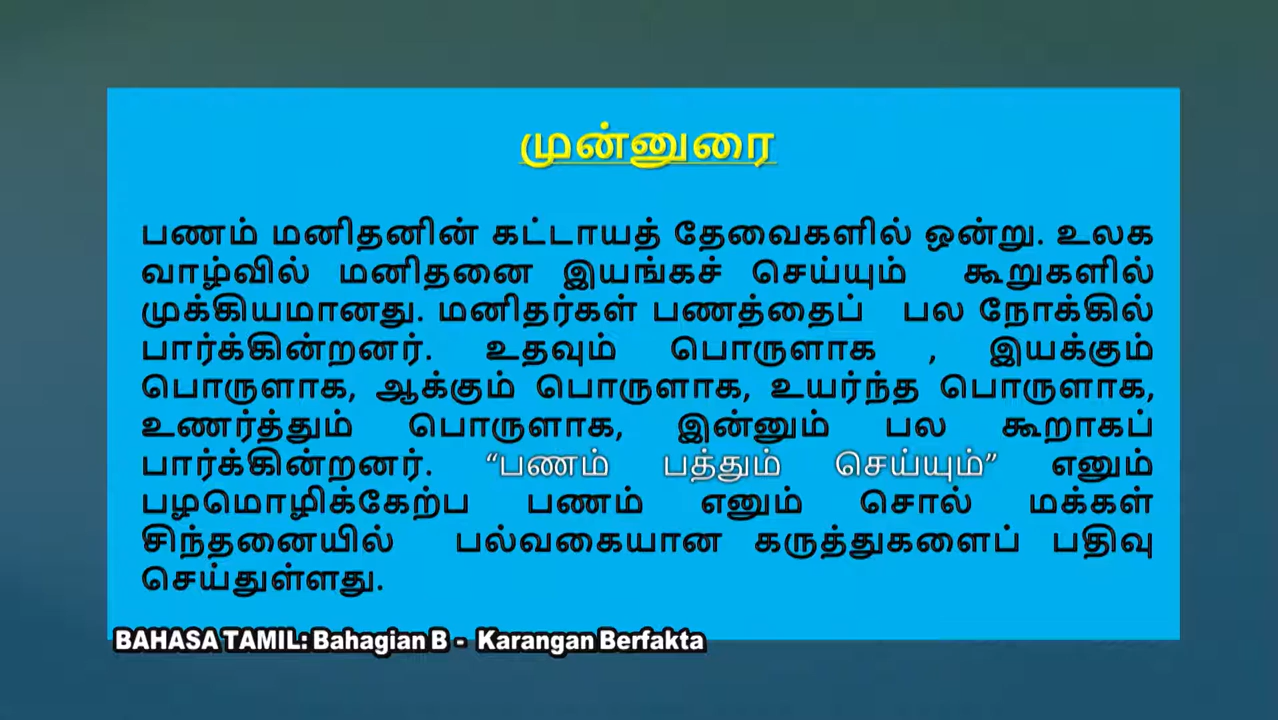 முன்னுரை
பணம் மனிதனின் கட்டாயத் தேவைகளில் ஒன்று. உலக
வாழ்வில் மனிதனை இயங்கச் செய்யும் கூறுகளில்
முக்கியமானது. மனிதர்கள் பணத்தைப் பல நோக்கில்
பார்க்கின்றனர். உதவும் பொருளாக , இயக்கும்
பொருளாக, ஆக்கும் பொருளாக, உயர்ந்த பொருளாக,
உணர்த்தும் பொருளாக, இன்னும் பல கூறாகப்
பார்க்கின்றனர். “பணம் பத்தும் செய்யும்” எனும்
பழமொழிக்கேற்ப பணம் எனும் சொல் மக்கள்
சிந்தனையில் பல்வகையான கருத்துகளைப் பதிவு
செய்துள்ளது.
BAHASA TAMIL: Bahagian B - Karangan Berfakta